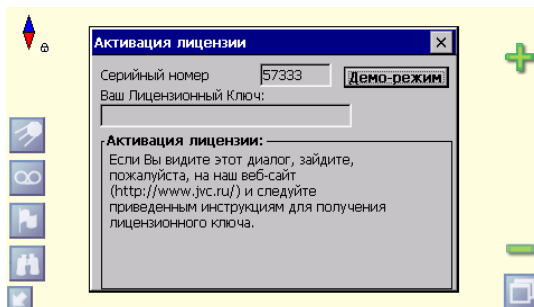 Активация лицензии
Серийный номер 57333 Демо-режим
Ваш Лицензионный Ключ:
Активация лицензии:
Если Вы видите этот диалог, зайдите,
пожалуйста, на наш веб-сайт
(http://www.jvc.ru/) и следуйте
приведенным инструкциям для получения
лицензионного ключа.